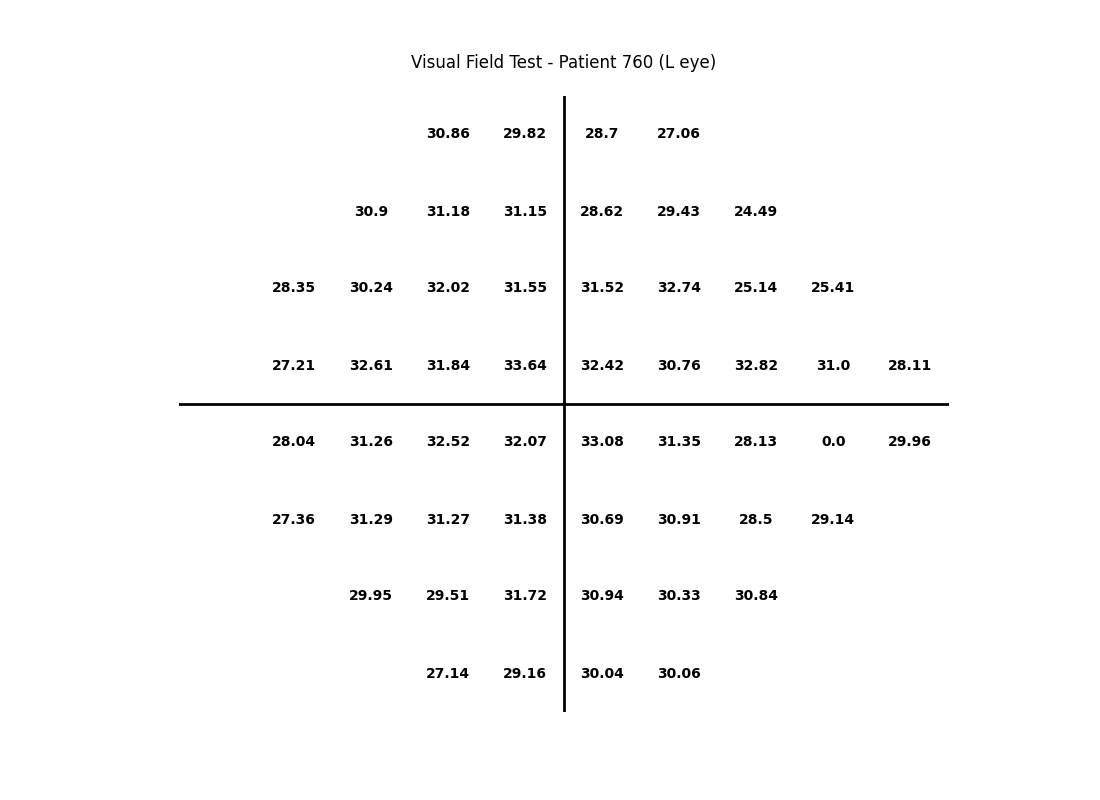 Visual Field Test - Patient 760 (L eye)
30.86 29.82 28.7 27.06
30.9 31.18 31.15 28.62 29.43 24.49
28.35 30.24 32.02 31.55 31.52 32.74 25.14 25.41
27.21 32.61 31.84 33.64 32.42 30.76 32.82 31.0 28.11
28.04 31.26 32.52 32.07 33.08 31.35 28.13 0.0 29.96
27.36 31.29 31.27 31.38 30.69 30.91 28.5 29.14
29.95 29.51 31.72 30.94 30.33 30.84
27.14 29.16 30.04 30.06